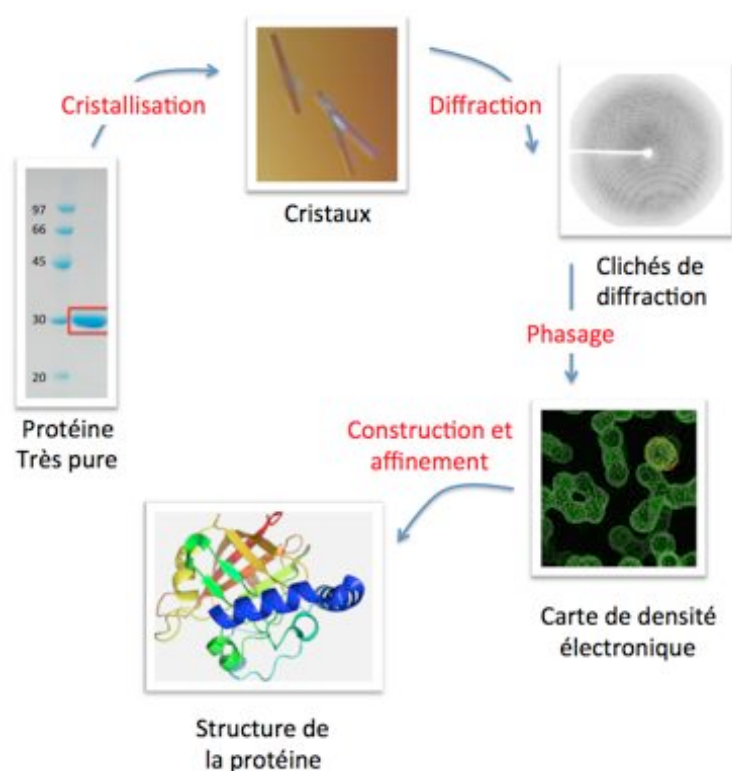 Cristallisation
Cristaux
Diffraction
Clichés de
diffraction
Phasage
Carte de densité
électronique
Construction et
affinement
Structure de
la protéine
97
66
45
30
20
Protéine
Très pure